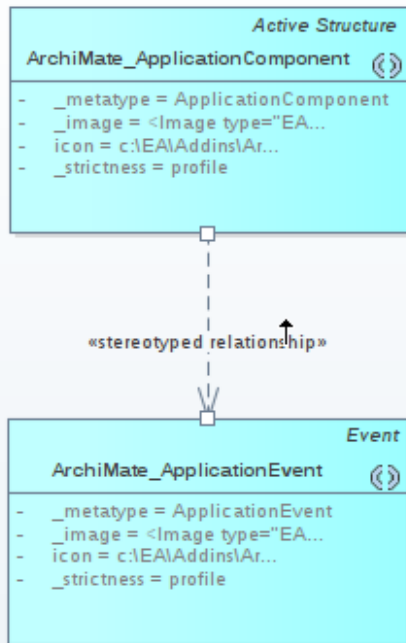 Active Structure
ArchiMate_ApplicationComponent
- _metatype = ApplicationComponent
- _image = <Image type="EA...
- icon = c:\EA\Addins\Ar...
- _strictness = profile
«stereotyped relationship»
Event
ArchiMate_ApplicationEvent
- _metatype = ApplicationEvent
- _image = <Image type="EA...
- icon = c:\EA\Addins\Ar...
- _strictness = profile